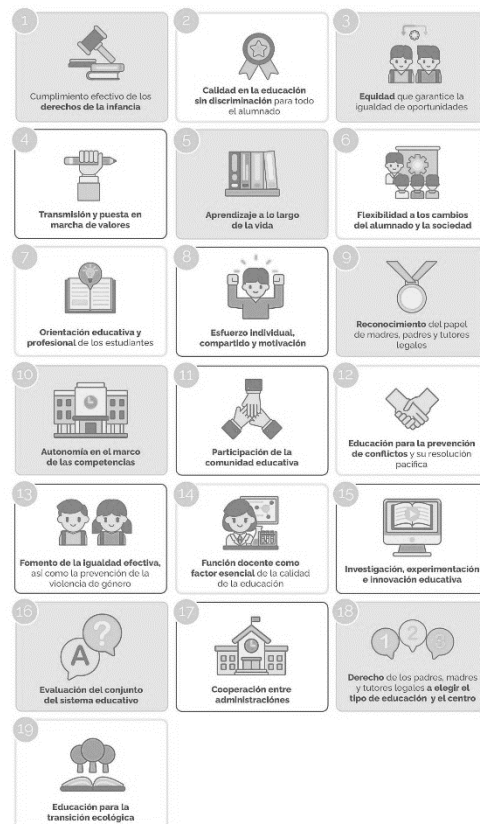 1
Cumplimiento efectivo de los
derechos de la infancia
2
Calidad en la educación
sin discriminación para todo
el alumnado
3
Equidad que garantice la
igualdad de oportunidades
4
Transmisión y puesta en
marcha de valores
5
Aprendizaje a lo largo
de la vida
6
Flexibilidad a los cambios
del alumnado y la sociedad
7
Orientación educativa y
profesional de los estudiantes
8
Esfuerzo individual,
compartido y motivación
9
Reconocimiento del papel
de madres, padres y tutores
legales
10
Autonomía en el marco
de las competencias
11
Participación de la
comunidad educativa
12
Educación para la prevención
de conflictos y su resolución
pacífica
13
Fomento de la igualdad efectiva,
así como la prevención de la
violencia de género
14
Función docente como
factor esencial de la calidad
de la educación
15
Investigación, experimentación
e innovación educativa
16
A ?
Evaluación del conjunto
del sistema educativo
17
Cooperación entre
administraciónes
18
1 2 3
Derecho de los padres, madres
y tutores legales a elegir el
tipo de educación y el centro
19
Educación para la
transición ecológica